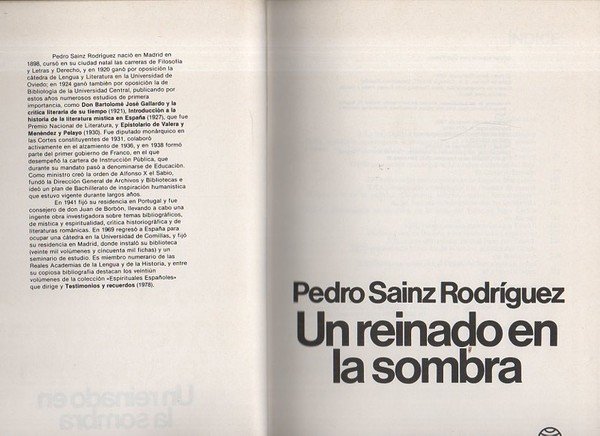 Pedro Sainz Rodríguez nació en Madrid en
1898, cursó en su ciudad natal las carreras de Filosofía
y Letras y Derecho, y en 1920 ganó por oposición la
cátedra de Lengua y Literatura en la Universidad de
Oviedo; en 1924 ganó también por oposición la de
Bibliología de la Universidad Central, publicando por
estos años numerosos estudios de primera
importancia, como Don Bartolomé José Gallardo y la
crítica literaria de su tiempo (1921), Introducción a la
historia de la literatura mística en España (1927), que fue
Premio Nacional de Literatura, y Epistolario de Valera y
Menéndez y Pelayo (1930). Fue diputado monárquico en
las Cortes constituyentes de 1931, colaboró
activamente en el alzamiento de 1936, y en 1938 formó
parte del primer gobierno de Franco, en el que
desempeñó la cartera de Instrucción Pública, que
durante su mandato pasó a denominarse de Educación.
Como ministro creó la orden de Alfonso X el Sabio,
fundó la Dirección General de Archivos y Bibliotecas e
ideó un plan de Bachillerato de inspiración humanística
que estuvo vigente durante largos años.
En 1941 fijó su residencia en Portugal y fue
consejero de don Juan de Borbón, llevando a cabo una
ingente obra investigadora sobre temas bibliográficos,
de mística y espiritualidad, crítica historiográfica y de
literaturas románicas. En 1969 regresó a España para
ocupar una cátedra en la Universidad de Comillas, y fijó
su residencia en Madrid, donde instaló su biblioteca
(veinte mil volúmenes y cincuenta mil fichas) y un
seminario de estudio. Es miembro numerario de las
Reales Academias de la Lengua y de la Historia, y entre
su copiosa bibliografía destacan los veintiún
volúmenes de la colección «Espirituales Españoles»
que dirige y Testimonios y recuerdos (1978).
Pedro Sainz Rodríguez
Un reinado en
la sombra